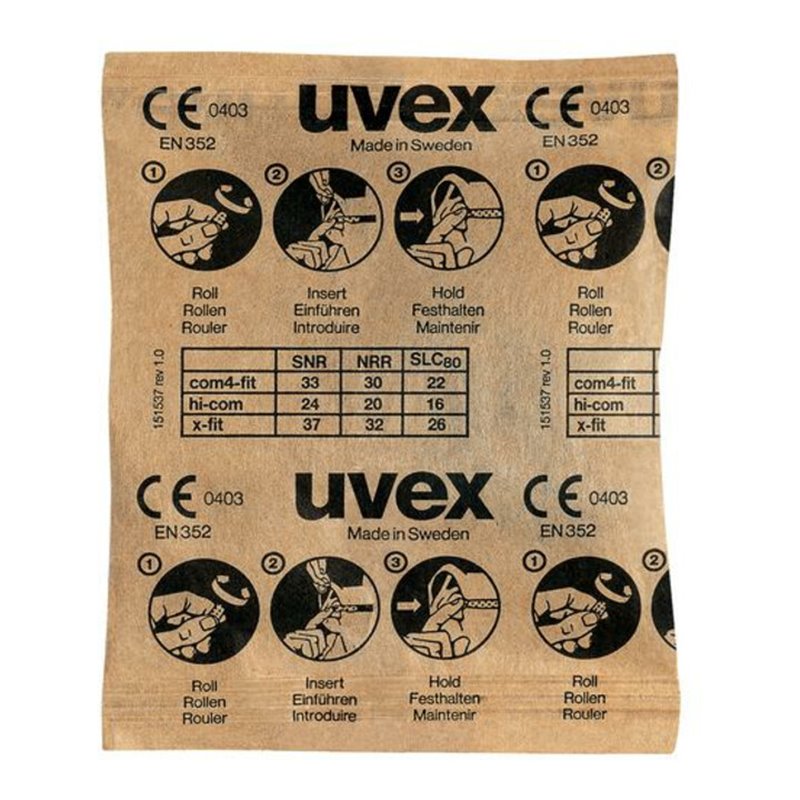 CE 0403 uvex CE 0403
EN 352 Made in Sweden EN 352
1 2 3 1
Roll Insert Hold Roll
Rollen Einführen Festhalten Rollen
Rouler Introduire Maintenir Rouler
151537 rev 1.0
SNR NRR SLC80
com4-fit 33 30 22
hi-com 24 20 16
x-fit 37 32 26
151537 rev 1.0
com4-fit
hi-com
x-fit
CE 0403 uvex CE 0403
EN 352 Made in Sweden EN 352
1 2 3 1 2
Roll Insert Hold Roll
Rollen Einführen Festhalten Rollen
Rouler Introduire Maintenir Rouler